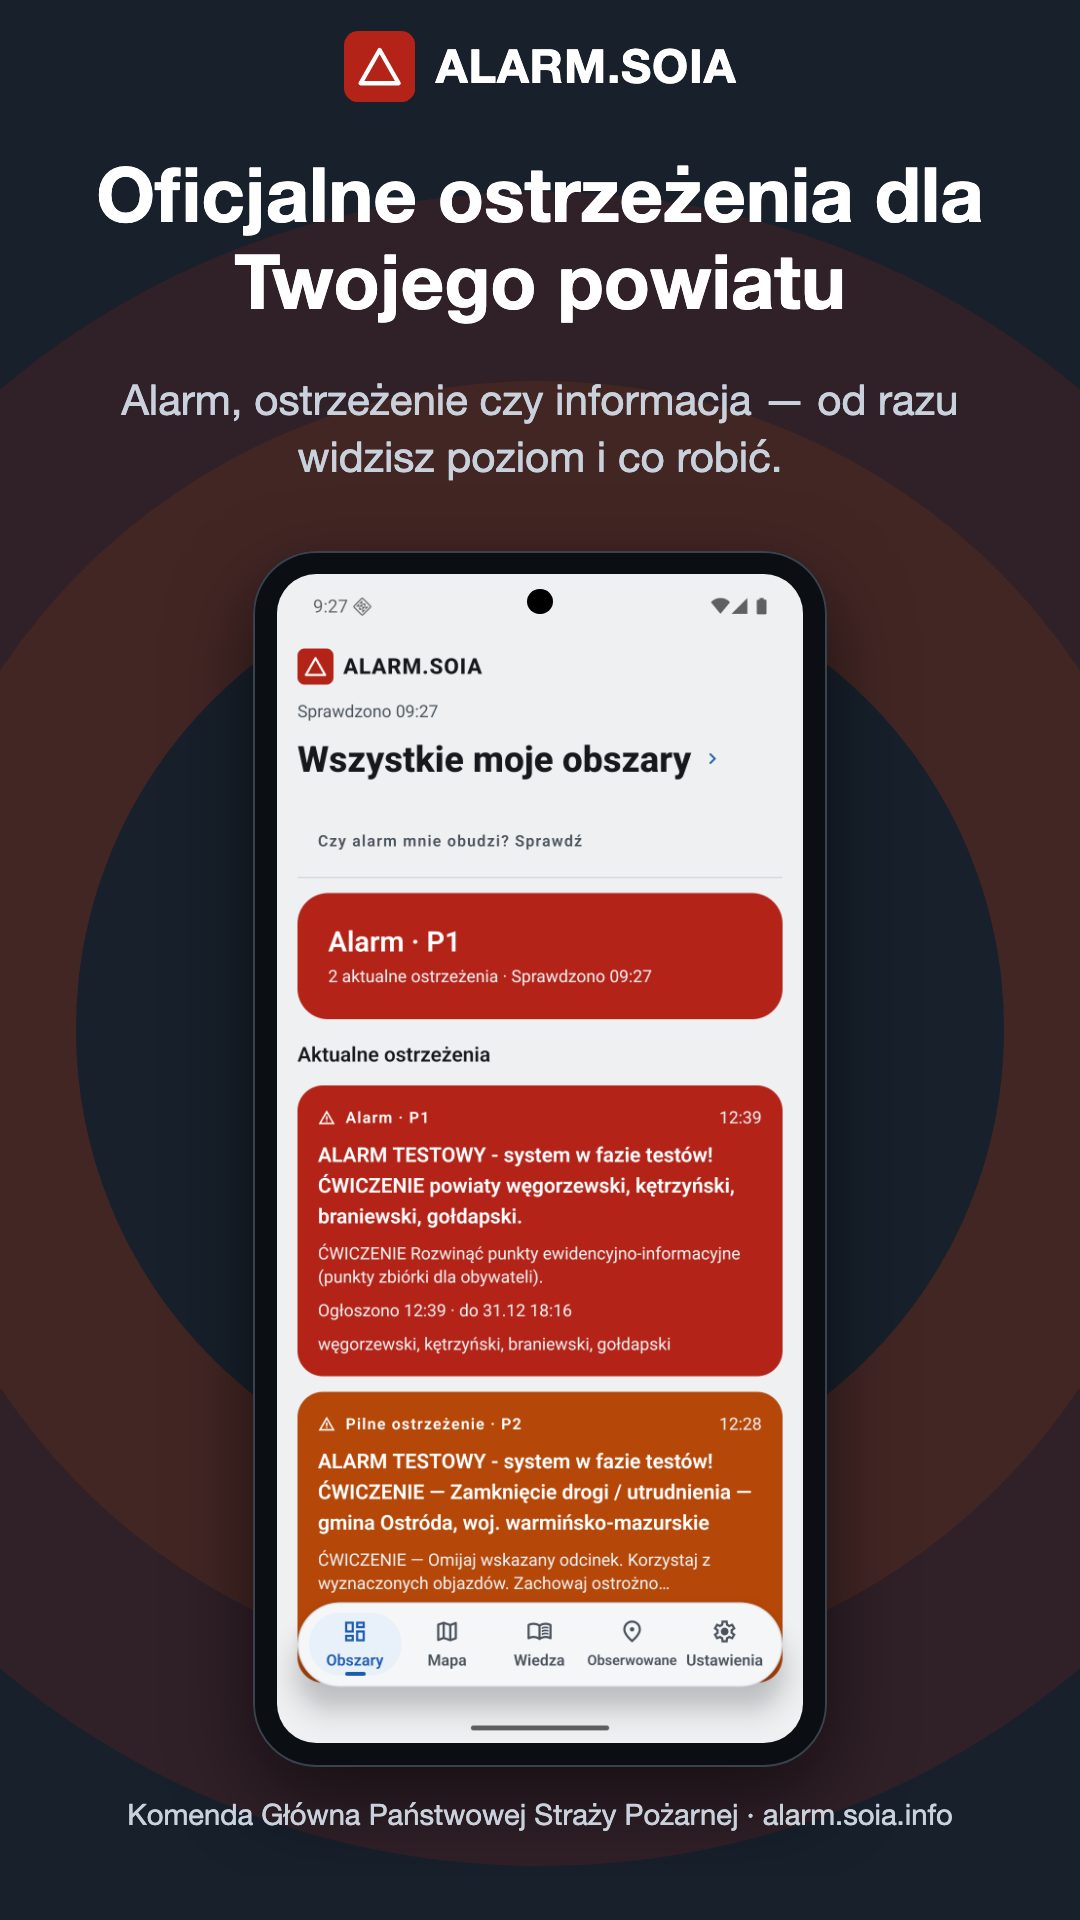 ALARM.SOIA
Oficjalne ostrzeżenia dla
Twojego powiatu
Alarm, ostrzeżenie czy informacja — od razu
widzisz poziom i co robić.
9:27
ALARM.SOIA
Sprawdzono 09:27
Wszystkie moje obszary
Czy alarm mnie obudzi? Sprawdź
Alarm · P1
2 aktualne ostrzeżenia · Sprawdzono 09:27
Aktualne ostrzeżenia
Alarm · P1 12:39
ALARM TESTOWY - system w fazie testów!
ĆWICZENIE powiaty węgorzewski, kętrzyński,
braniewski, gołdapski.
ĆWICZENIE Rozwinąć punkty ewidencyjno-informacyjne
(punkty zbiórki dla obywateli).
Ogłoszono 12:39 · do 31.12 18:16
węgorzewski, kętrzyński, braniewski, gołdapski
Pilne ostrzeżenie · P2 12:28
ALARM TESTOWY - system w fazie testów!
ĆWICZENIE — Zamknięcie drogi / utrudnienia —
gmina Ostróda, woj. warmińsko-mazurskie
ĆWICZENIE — Omijaj wskazany odcinek. Korzystaj z
wyznaczonych objazdów. Zachowaj ostrożno…
Obszary Mapa Wiedza Obserwowane Ustawienia
Komenda Główna Państwowej Straży Pożarnej · alarm.soia.info